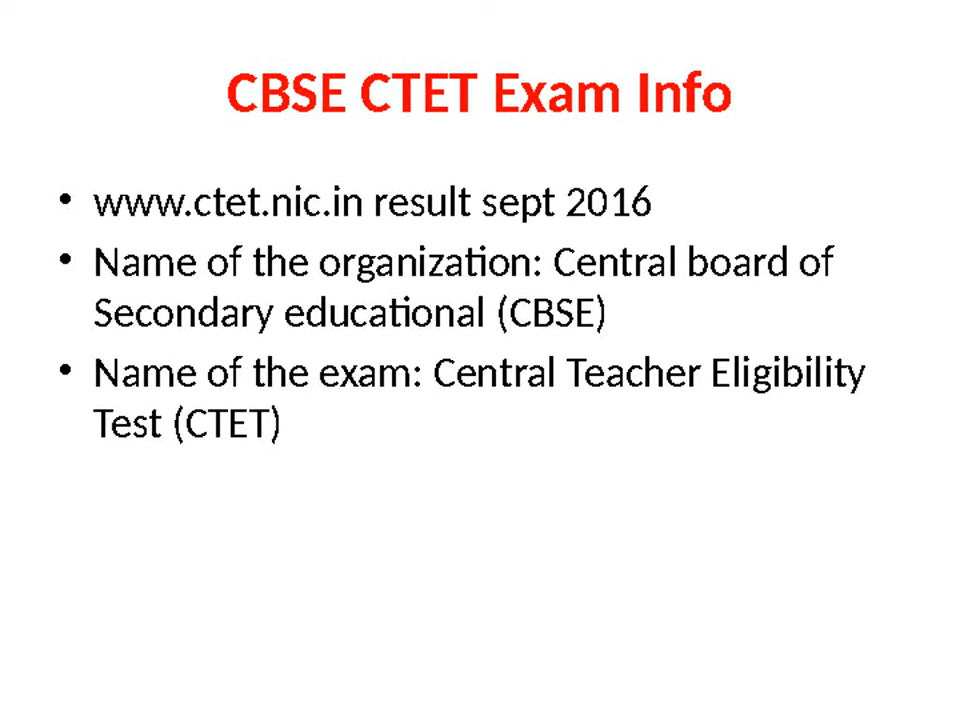 CBSE CTET Exam Info
• www.ctet.nic.in result sept 2016
• Name of the organization: Central board of
Secondary educational (CBSE)
• Name of the exam: Central Teacher Eligibility
Test (CTET)